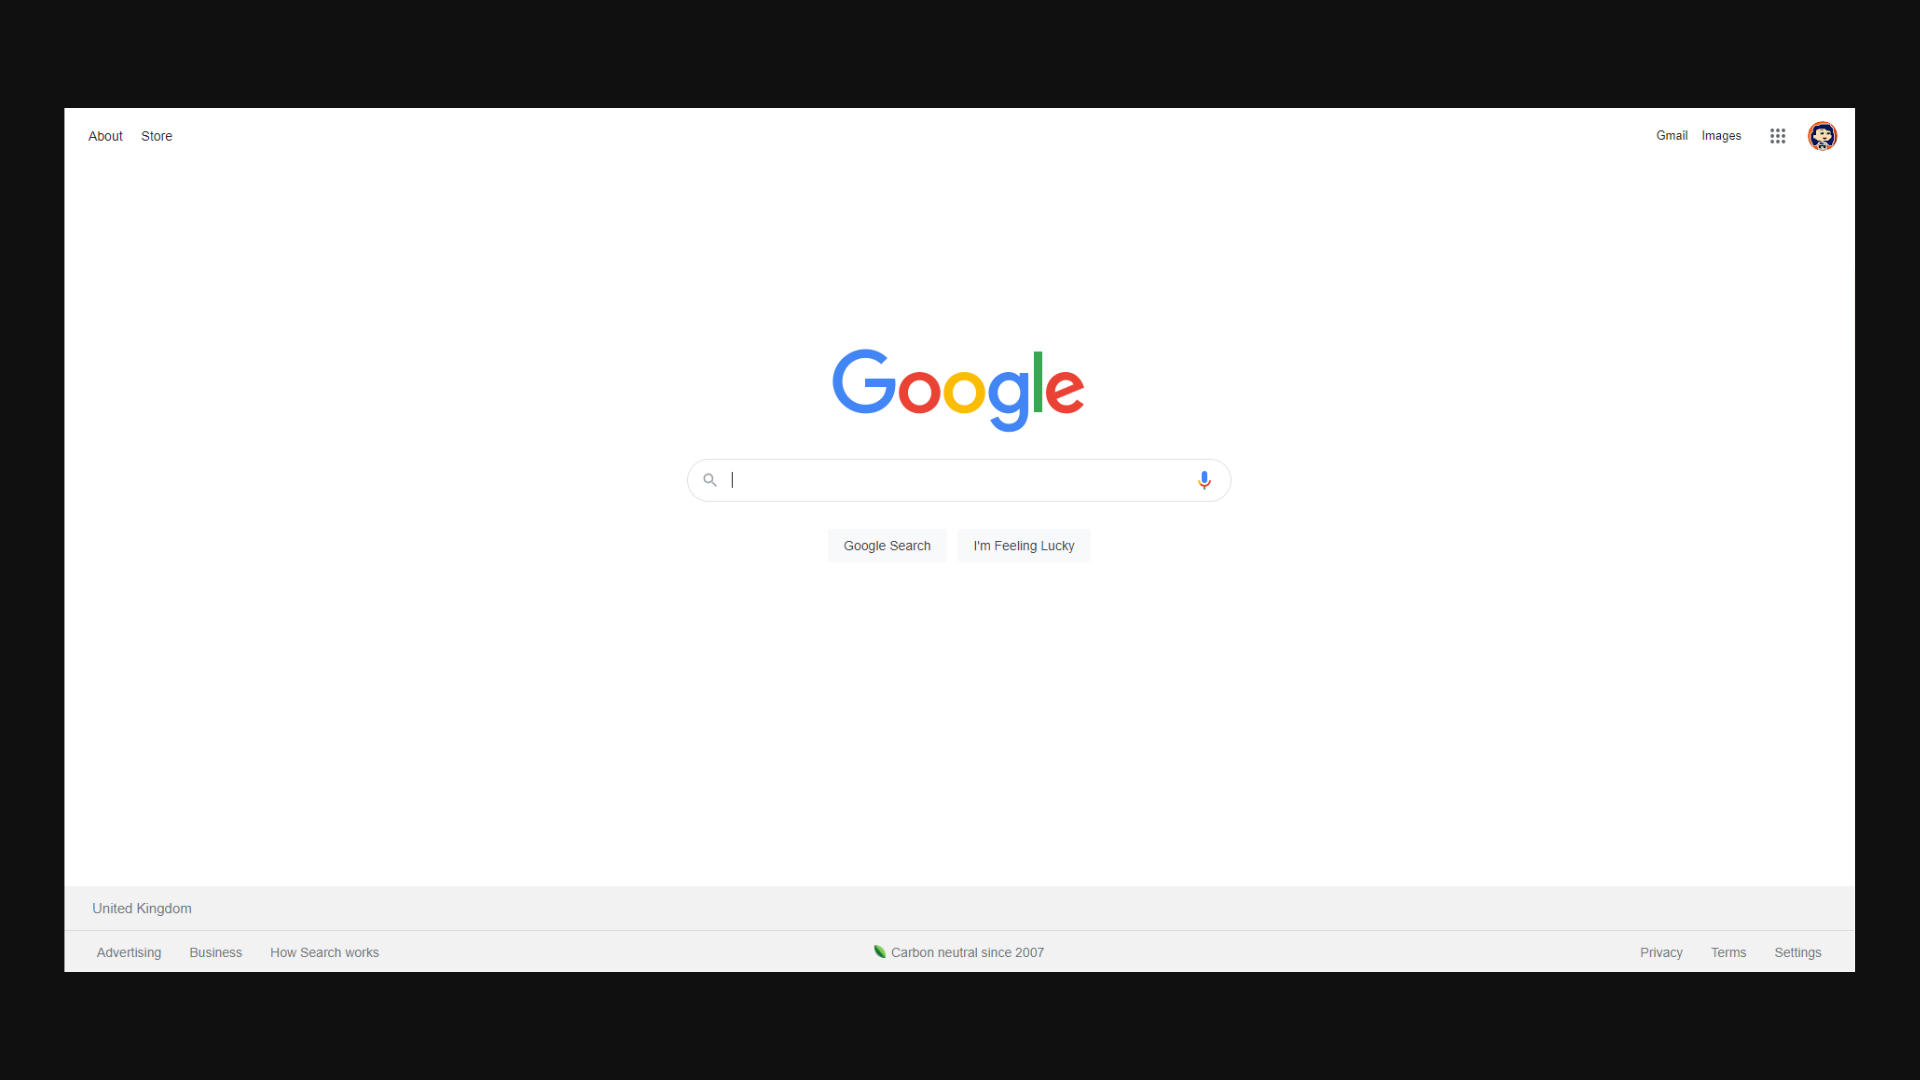 About Store Gmail Images
Google
Google Search I'm Feeling Lucky
United Kingdom
Advertising Business How Search works Carbon neutral since 2007 Privacy Terms Settings